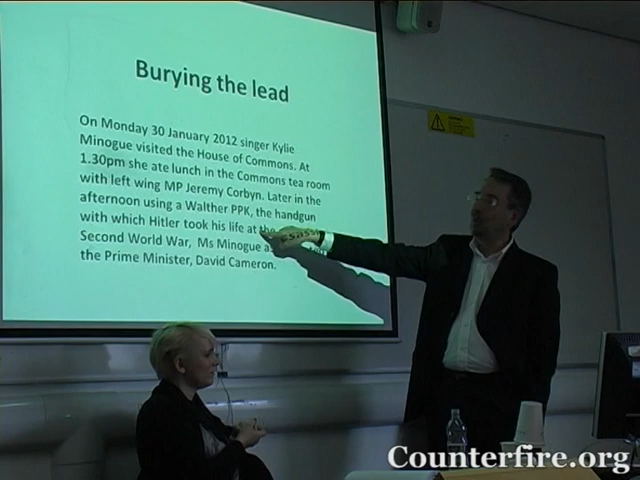 Burying the lead
On Monday 30 January 2012 singer Kylie
Minogue visited the House of Commons. At
1.30pm she ate lunch in the Commons tea room
with left wing MP Jeremy Corbyn. Later in the
afternoon using a Walther PPK, the handgun
with which Hitler took his life at the
Second World War, Ms Minogue
the Prime Minister, David Cameron.
Counterfire.org